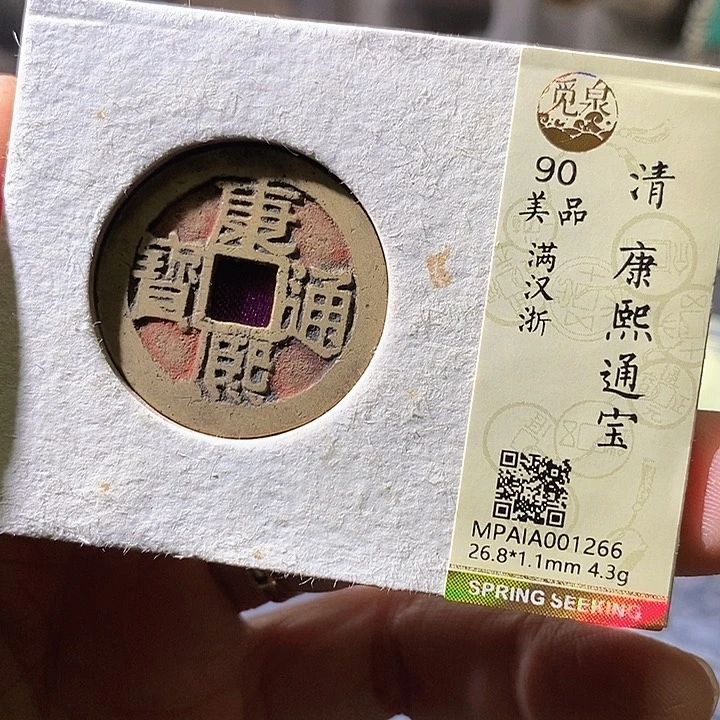 康熙通寳
觅泉
90
美品
满汉浙
清 康熙通宝
MPAIA001266
26.8*1.1mm 4.3g
SPRING SEEKING